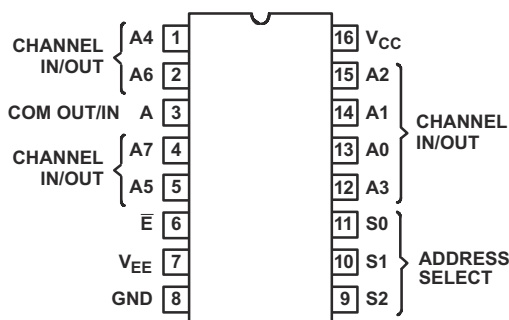 CHANNEL IN/OUT
A4 1
A6 2
COM OUT/IN A 3
CHANNEL IN/OUT
A7 4
A5 5
E̅ 6
VEE 7
GND 8
16 VCC
15 A2
14 A1
13 A0
12 A3
CHANNEL IN/OUT
11 S0
10 S1
9 S2
ADDRESS SELECT